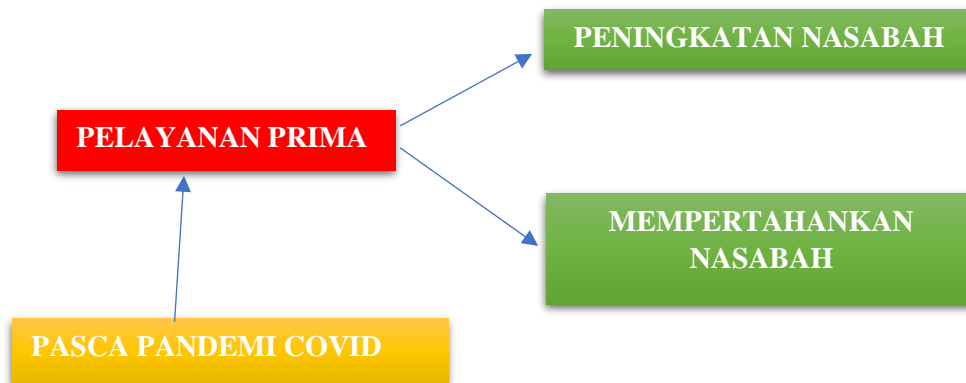 PENINGKATAN NASABAH
PELAYANAN PRIMA
MEMPERTAHANKAN
NASABAH
PASCA PANDEMI COVID